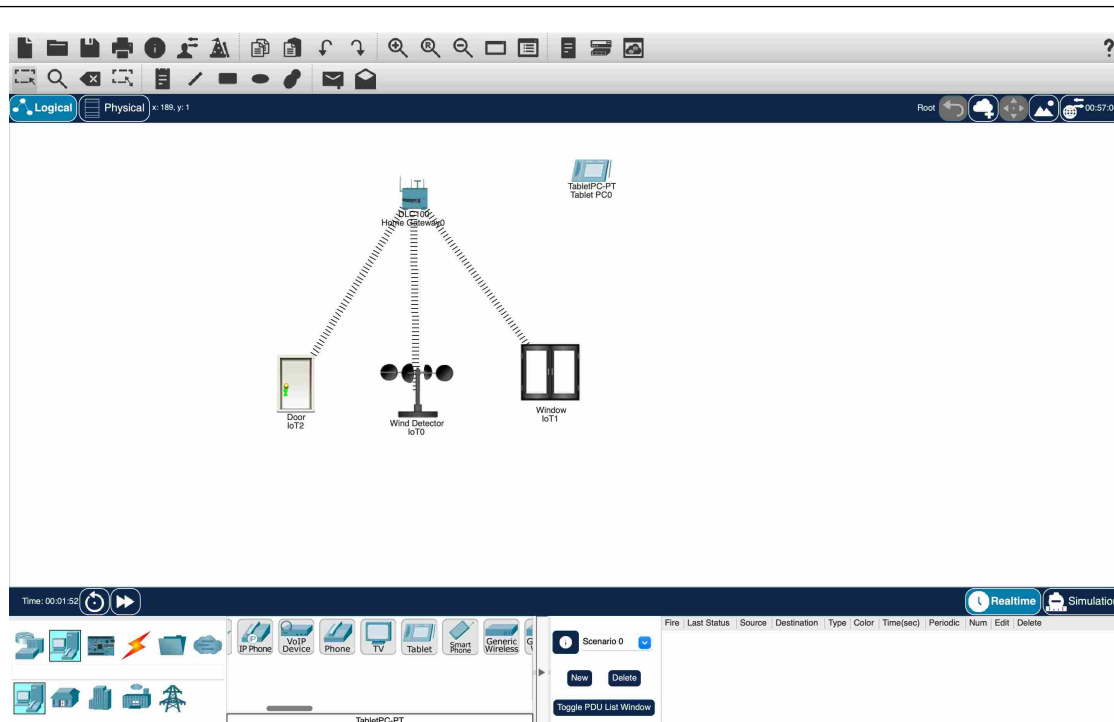 ?
Logical
Physical
x: 189, y: 1
Root
00:57:0
TabletPC-PT
Tablet PC0
DLC100
Home Gateway0
Door
IoT2
Wind Detector
IoT0
Window
IoT1
Time: 00:01:52
Realtime
Simulation
Fire Last Status Source Destination Type Color Time(sec) Periodic Num Edit Delete
IP Phone
VoIP
Device
Phone
TV
Tablet
Smart
Phone
Generic
Wireless
Scenario 0
New
Delete
Toggle PDU List Window
TabletPC-PT